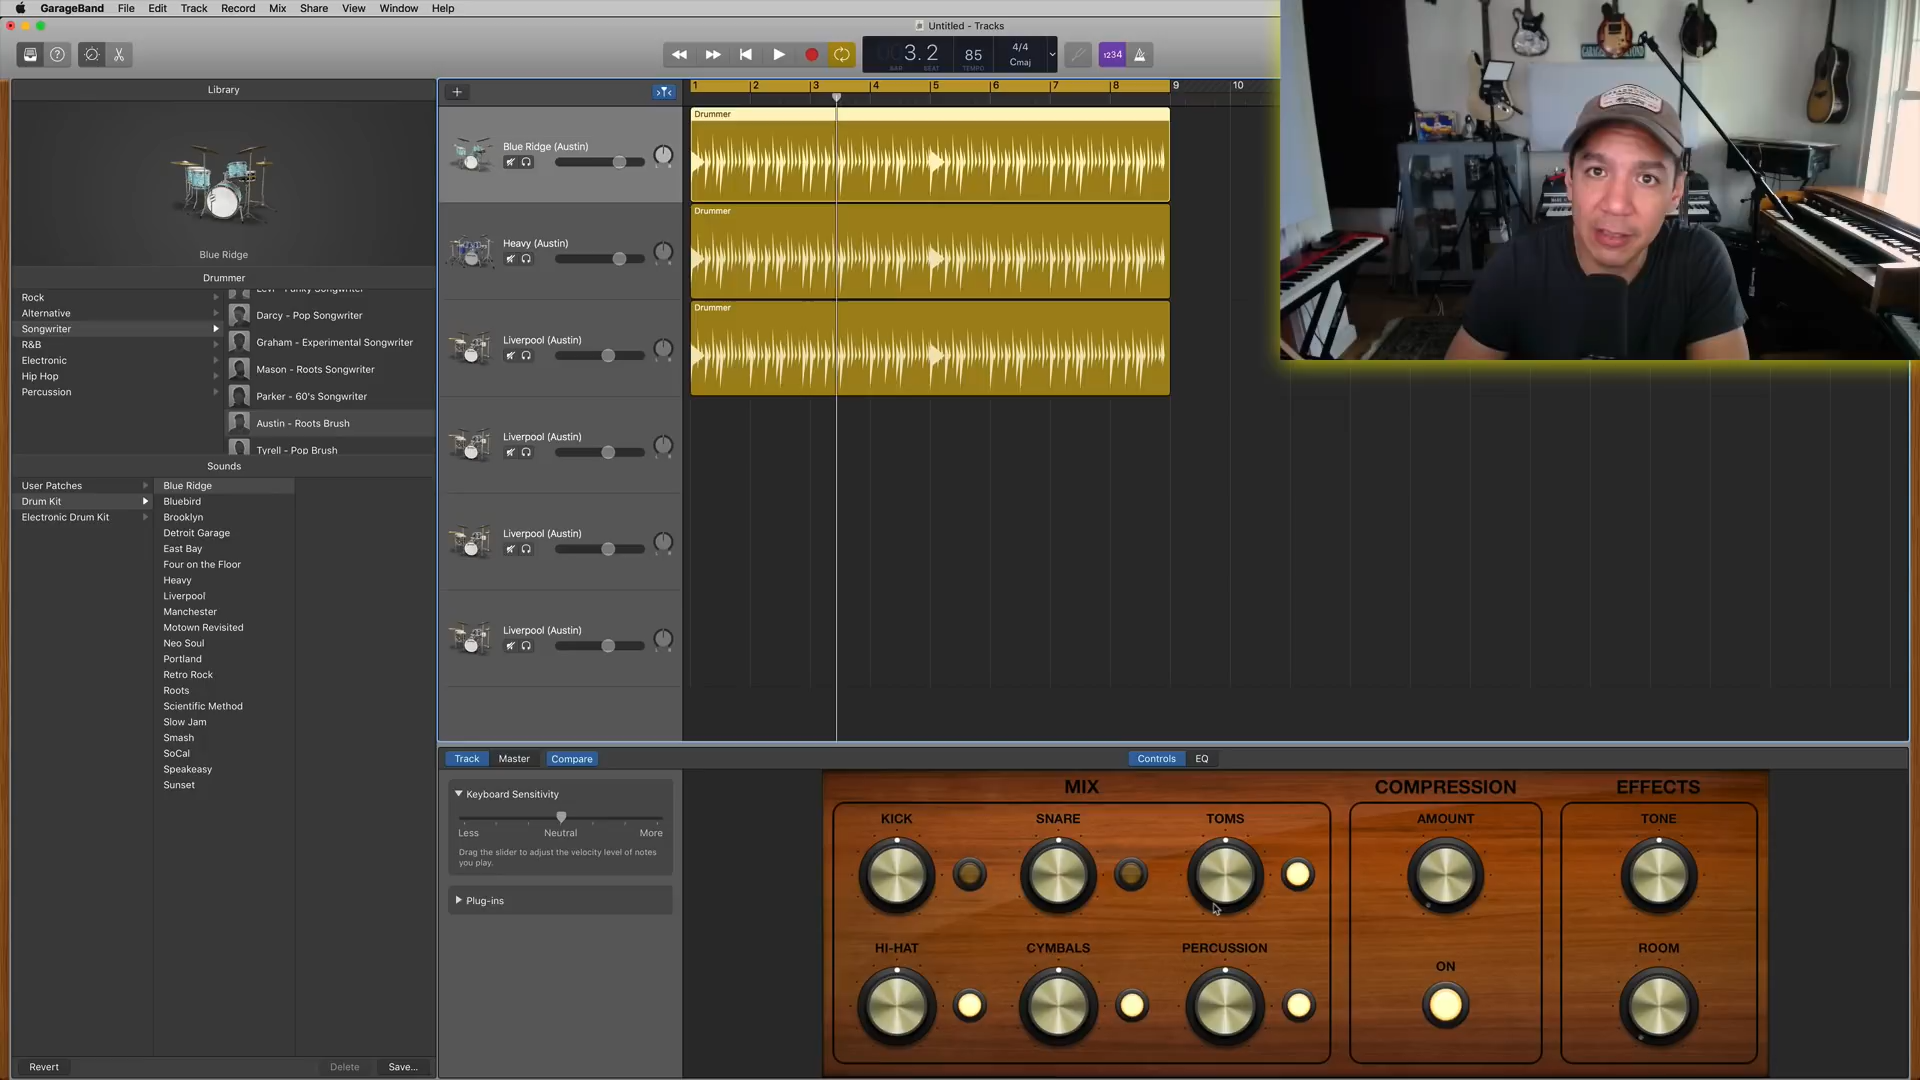 GarageBand File Edit Track Record Mix Share View Window Help
Untitled - Tracks
3.2
BAR BEAT
85
TEMPO
4/4
Cmaj
1234
Library
Blue Ridge
Drummer
Rock
Alternative
Songwriter
R&B
Electronic
Hip Hop
Percussion
Levi - Funky Songwriter
Darcy - Pop Songwriter
Graham - Experimental Songwriter
Mason - Roots Songwriter
Parker - 60's Songwriter
Austin - Roots Brush
Tyrell - Pop Brush
Sounds
User Patches
Drum Kit
Electronic Drum Kit
Blue Ridge
Bluebird
Brooklyn
Detroit Garage
East Bay
Four on the Floor
Heavy
Liverpool
Manchester
Motown Revisited
Neo Soul
Portland
Retro Rock
Roots
Scientific Method
Slow Jam
Smash
SoCal
Speakeasy
Sunset
Revert Delete Save...
1 2 3 4 5 6 7 8 9 10
Blue Ridge (Austin)
Heavy (Austin)
Liverpool (Austin)
Liverpool (Austin)
Liverpool (Austin)
Liverpool (Austin)
Drummer
Drummer
Drummer
Track Master Compare
Controls EQ
Keyboard Sensitivity
Less Neutral More
Drag the slider to adjust the velocity level of notes
you play.
Plug-ins
MIX COMPRESSION EFFECTS
KICK SNARE TOMS AMOUNT TONE
HI-HAT CYMBALS PERCUSSION ON ROOM